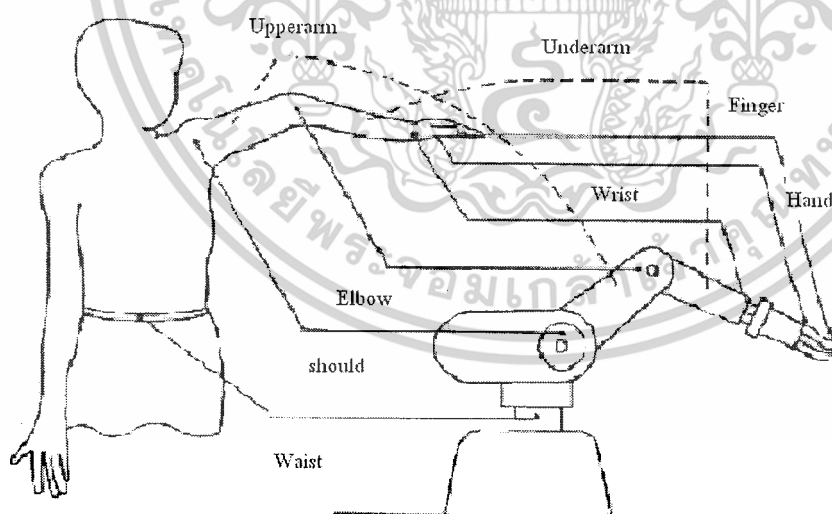 Upperarm
Underarm
Finger
Wrist
Hand
Elbow
should
Waist